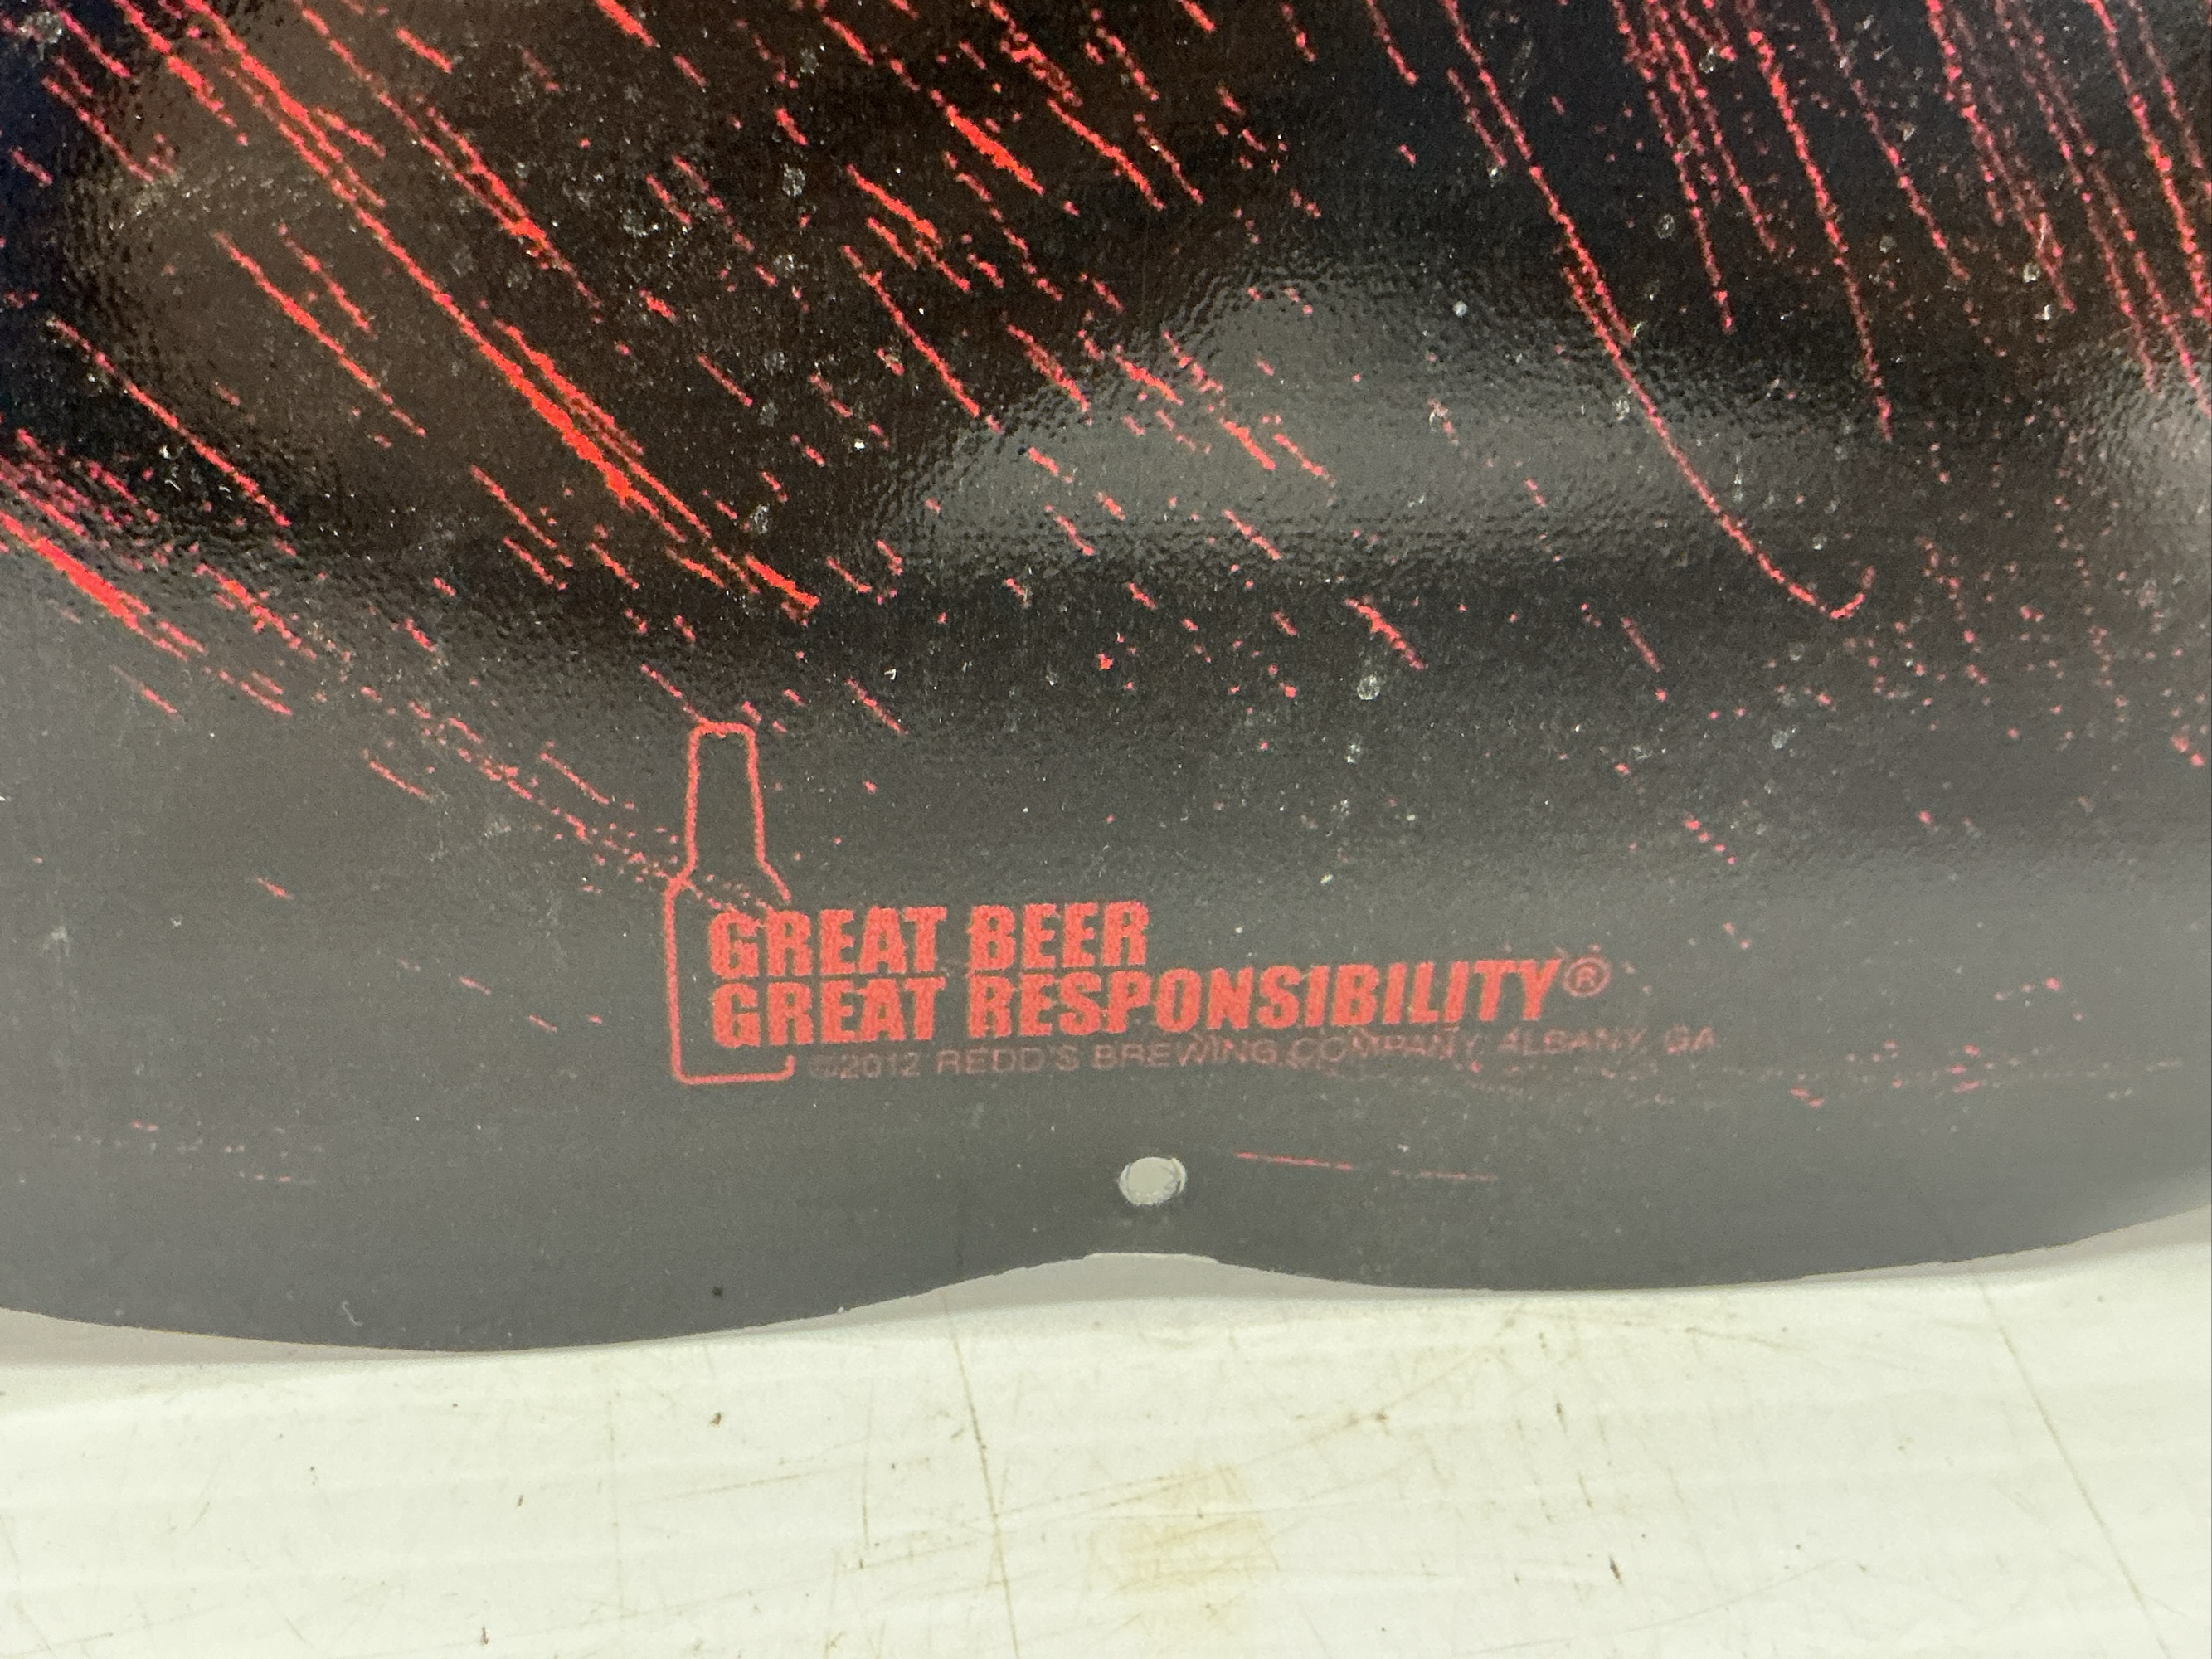 GREAT BEER
GREAT RESPONSIBILITY®
©2012 REDD'S BREWING COMPANY, ALBANY, GA